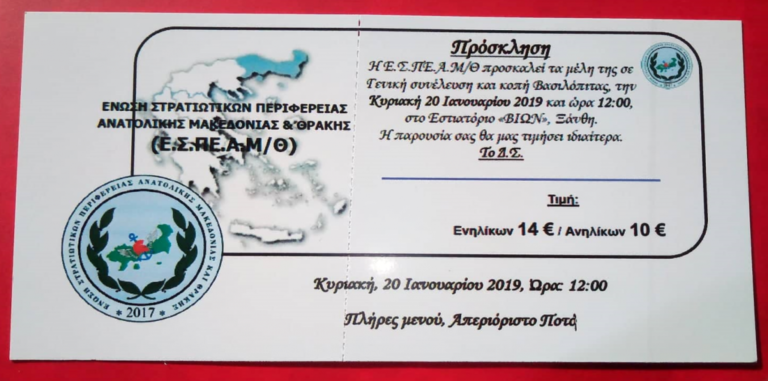 ΕΝΩΣΗ ΣΤΡΑΤΙΩΤΙΚΩΝ ΠΕΡΙΦΕΡΕΙΑΣ
ΑΝΑΤΟΛΙΚΗΣ ΜΑΚΕΔΟΝΙΑΣ & ΘΡΑΚΗΣ
(Ε.Σ.ΠΕ.Α.Μ/Θ)
ΕΝΩΣΗ ΣΤΡΑΤΙΩΤΙΚΩΝ ΠΕΡΙΦΕΡΕΙΑΣ ΑΝΑΤΟΛΙΚΗΣ ΜΑΚΕΔΟΝΙΑΣ ΚΑΙ ΘΡΑΚΗΣ
* 2017 *
Πρόσκληση
Η Ε.Σ.ΠΕ.Α.Μ/Θ προσκαλεί τα μέλη της σε
Γενική συνέλευση και κοπή Βασιλόπιτας, την
Κυριακή 20 Ιανουαρίου 2019 και ώρα 12:00,
στο Εστιατόριο «ΒΙΩΝ», Ξάνθη.
Η παρουσία σας θα μας τιμήσει ιδιαίτερα.
Το Δ.Σ.
Τιμή:
Ενηλίκων 14 € / Ανηλίκων 10 €
Κυριακή, 20 Ιανουαρίου 2019, Ώρα: 12:00
Πλήρες μενού, Απεριόριστο Ποτό